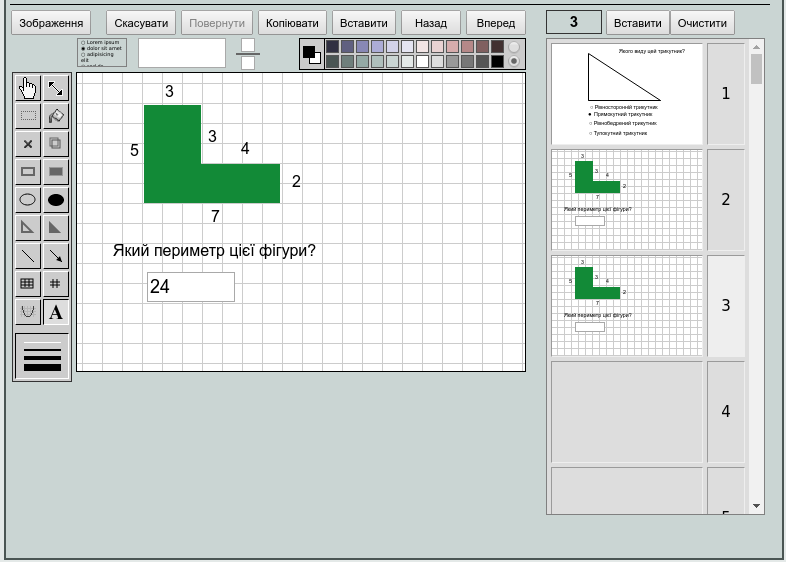 Зображення Скасувати Повернути Копіювати Вставити Назад Вперед 3 Вставити Очистити
Lorem ipsum
dolor sit amet
adipisicing
elit
3
5
3
4
2
7
Який периметр цієї фігури?
24
A
Якого виду цей трикутник?
Рівносторонній трикутник
Прямокутний трикутник
Рівнобедрений трикутник
Тупокутний трикутник
1
3
5
3
4
2
7
Який периметр цієї фігури?
2
3
5
3
4
2
7
Який периметр цієї фігури?
3
4